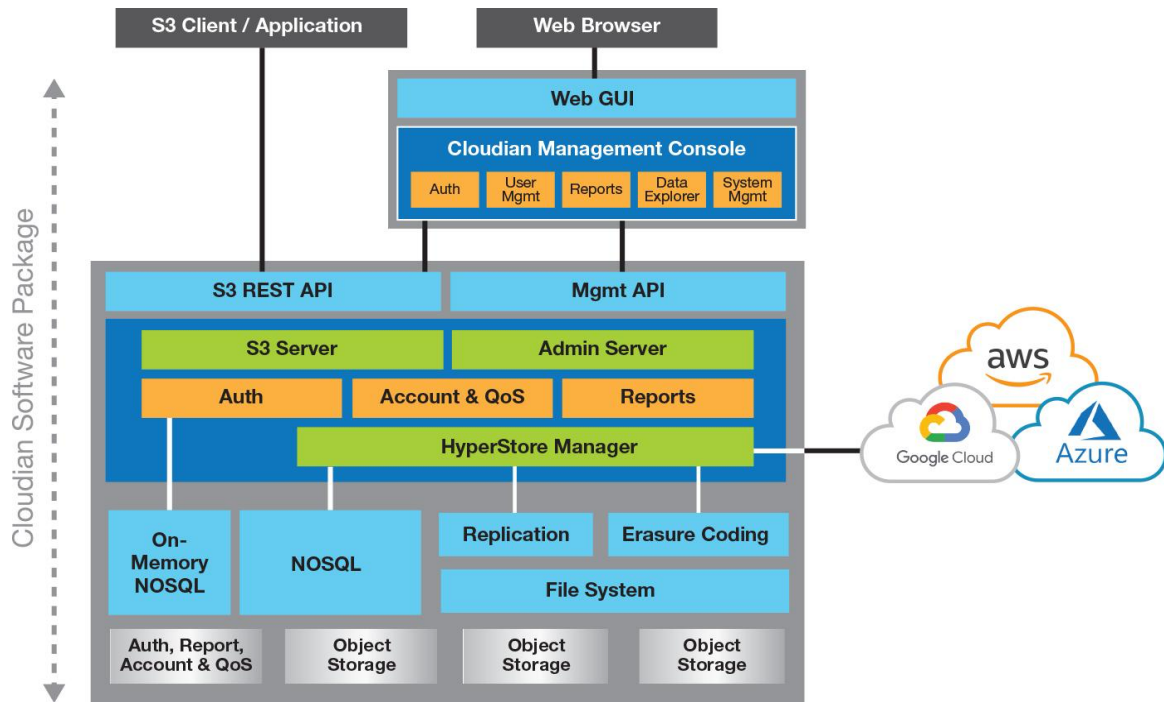 S3 Client / Application
Web Browser
Web GUI
Cloudian Management Console
Auth
User
Mgmt
Reports
Data
Explorer
System
Mgmt
Cloudian Software Package
S3 REST API
Mgmt API
S3 Server
Admin Server
Auth
Account & QoS
Reports
HyperStore Manager
aws
Google Cloud
Azure
On-
Memory
NOSQL
NOSQL
Replication
Erasure Coding
File System
Auth, Report,
Account & QoS
Object
Storage
Object
Storage
Object
Storage